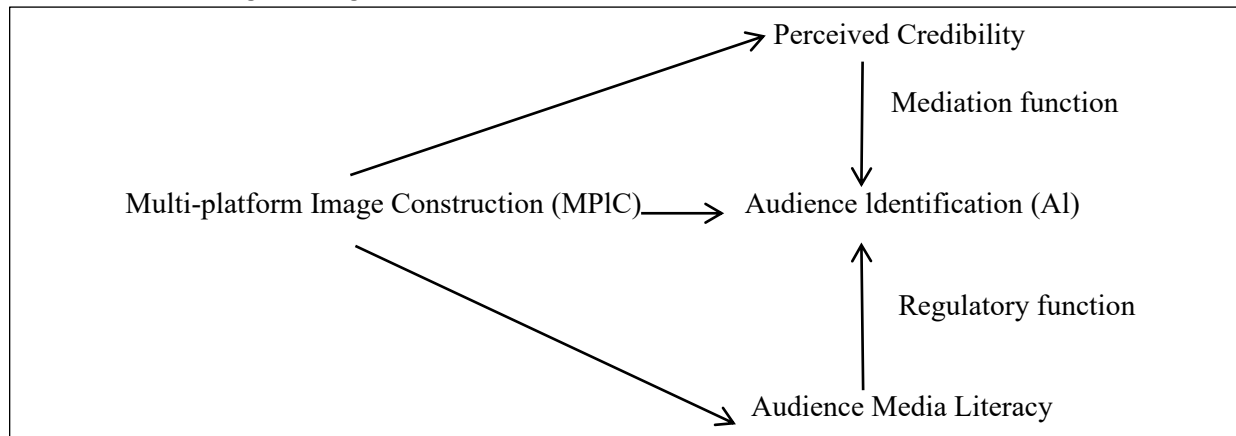 Perceived Credibility
Mediation function
Multi-platform Image Construction (MPlC)
Audience ldentification (Al)
Regulatory function
Audience Media Literacy